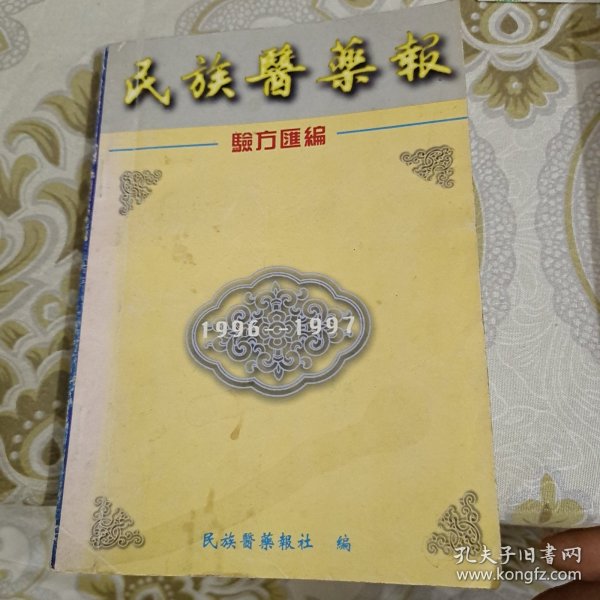 民族醫藥報
驗方匯編
1996—1997
民族醫藥報社 編
孔夫子旧书网
www.kongfz.com